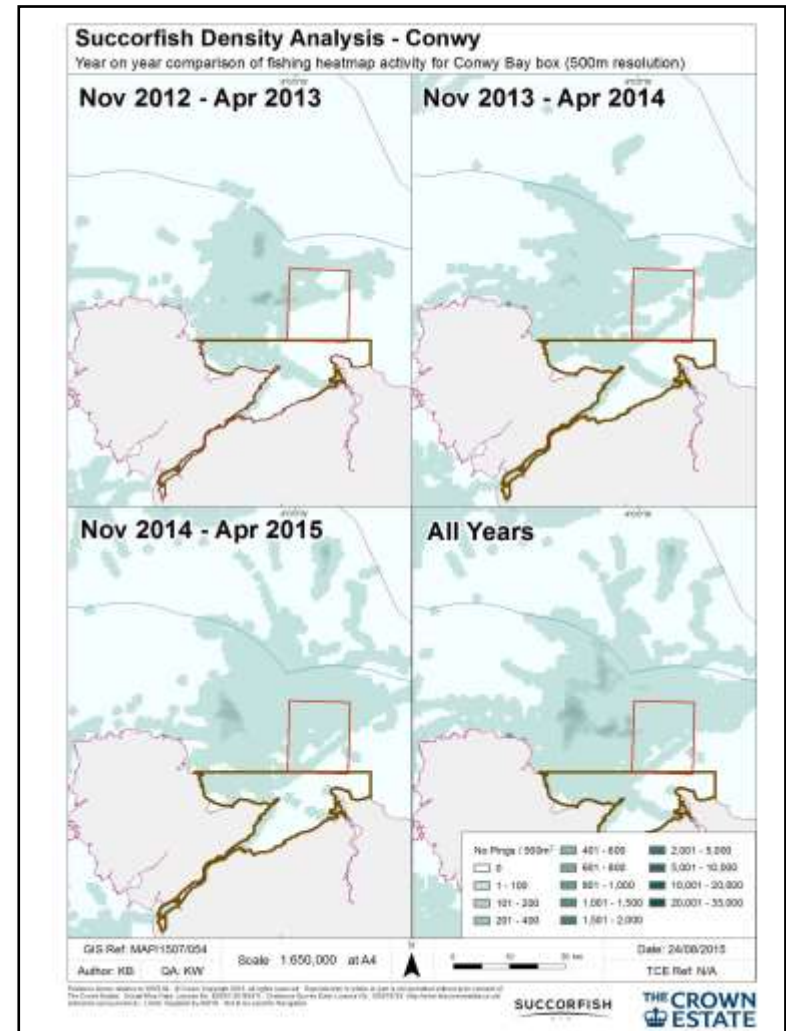 Succorfish Density Analysis - Conwy
Year on year comparison of fishing heatmap activity for Conwy Bay box (500m resolution)
Nov 2012 - Apr 2013
Nov 2013 - Apr 2014
Nov 2014 - Apr 2015
All Years
No Pings / 500m²
0
1 - 100
101 - 200
201 - 400
401 - 600
601 - 800
801 - 1,000
1,001 - 1,500
1,501 - 2,000
2,001 - 5,000
5,001 - 10,000
10,001 - 20,000
20,001 - 35,000
GIS Ref: MAP/1507/054
Author: KB QA: KW
Scale 1:650,000 at A4
N
0 10 20 km
Date: 24/08/2015
TCE Ref: N/A
SUCCORFISH
THE CROWN
ESTATE